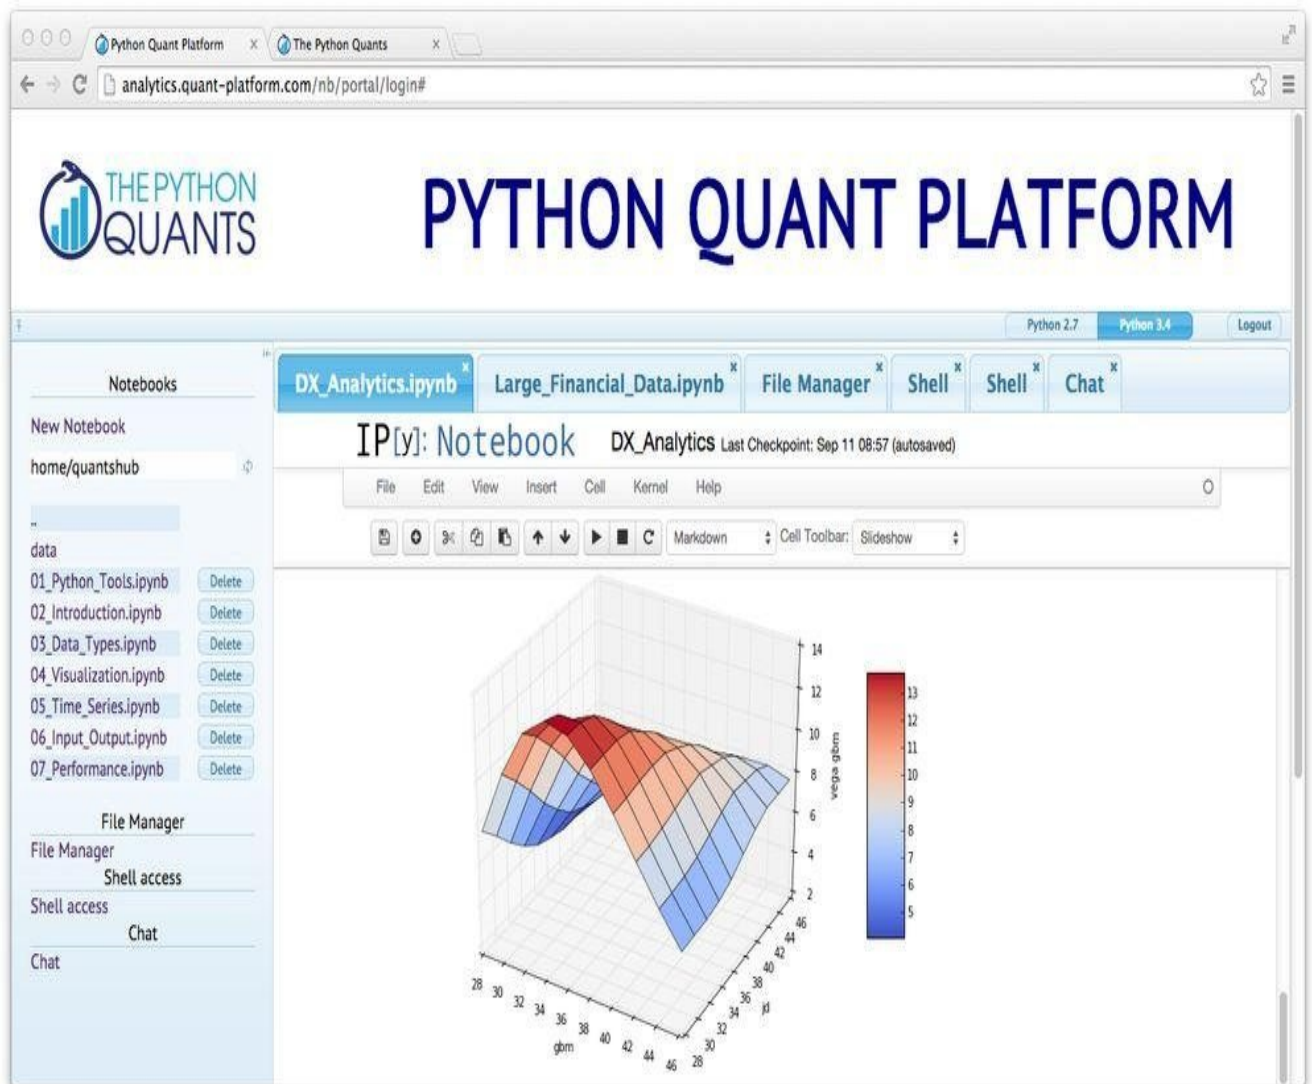 Python Quant Platform x The Python Quants x
analytics.quant-platform.com/nb/portal/login#
THE PYTHON
QUANTS
PYTHON QUANT PLATFORM
Python 2.7 Python 3.4 Logout
DX_Analytics.ipynb x Large_Financial_Data.ipynb x File Manager x Shell x Shell x Chat x
IP[y]: Notebook DX_Analytics Last Checkpoint: Sep 11 08:57 (autosaved)
File Edit View Insert Cell Kernel Help
Markdown Cell Toolbar: Slideshow
Notebooks
New Notebook
home/quantshub
..
data
01_Python_Tools.ipynb Delete
02_Introduction.ipynb Delete
03_Data_Types.ipynb Delete
04_Visualization.ipynb Delete
05_Time_Series.ipynb Delete
06_Input_Output.ipynb Delete
07_Performance.ipynb Delete
File Manager
File Manager
Shell access
Shell access
Chat
Chat
14
12
10
8
6
4
2
vega gbm
13
12
11
10
9
8
7
6
5
28 30 32 34 36 38 40 42 44 46
gbm
28 30 32 34 36 38 40 42 44 46
jd